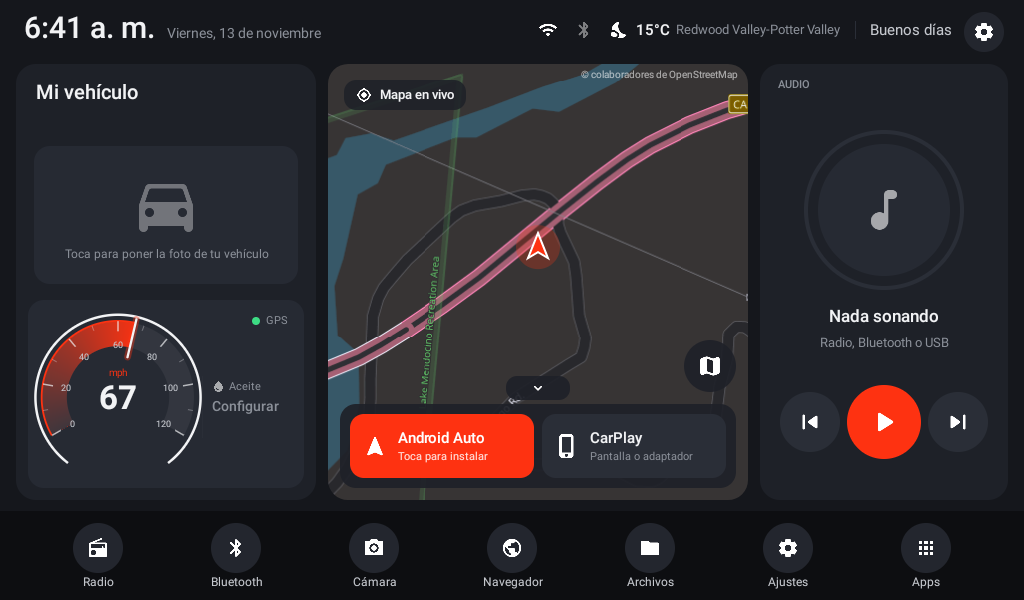 6:41 a. m.
Viernes, 13 de noviembre
15°C Redwood Valley-Potter Valley
Buenos días
Mi vehículo
Toca para poner la foto de tu vehículo
GPS
0
20
40
60
80
100
120
mph
67
Aceite
Configurar
© colaboradores de OpenStreetMap
Mapa en vivo
CA
ake Mendocino Recreation Area
Android Auto
Toca para instalar
CarPlay
Pantalla o adaptador
AUDIO
Nada sonando
Radio, Bluetooth o USB
Radio
Bluetooth
Cámara
Navegador
Archivos
Ajustes
Apps